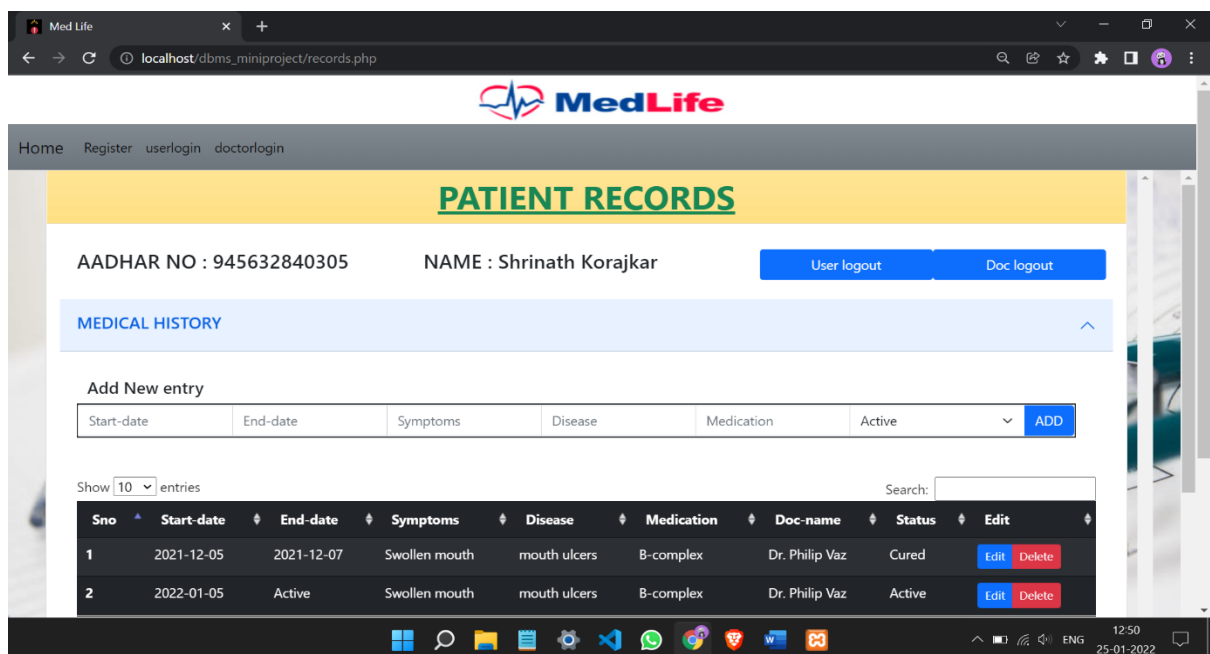 Med Life
localhost/dbms_miniproject/records.php
MedLife
Home Register userlogin doctorlogin
PATIENT RECORDS
AADHAR NO : 945632840305 NAME : Shrinath Korajkar User logout Doc logout
MEDICAL HISTORY
Add New entry
Start-date End-date Symptoms Disease Medication Active ADD
Show 10 entries Search:
Sno Start-date End-date Symptoms Disease Medication Doc-name Status Edit
1 2021-12-05 2021-12-07 Swollen mouth mouth ulcers B-complex Dr. Philip Vaz Cured Edit Delete
2 2022-01-05 Active Swollen mouth mouth ulcers B-complex Dr. Philip Vaz Active Edit Delete
ENG 12:50
25-01-2022